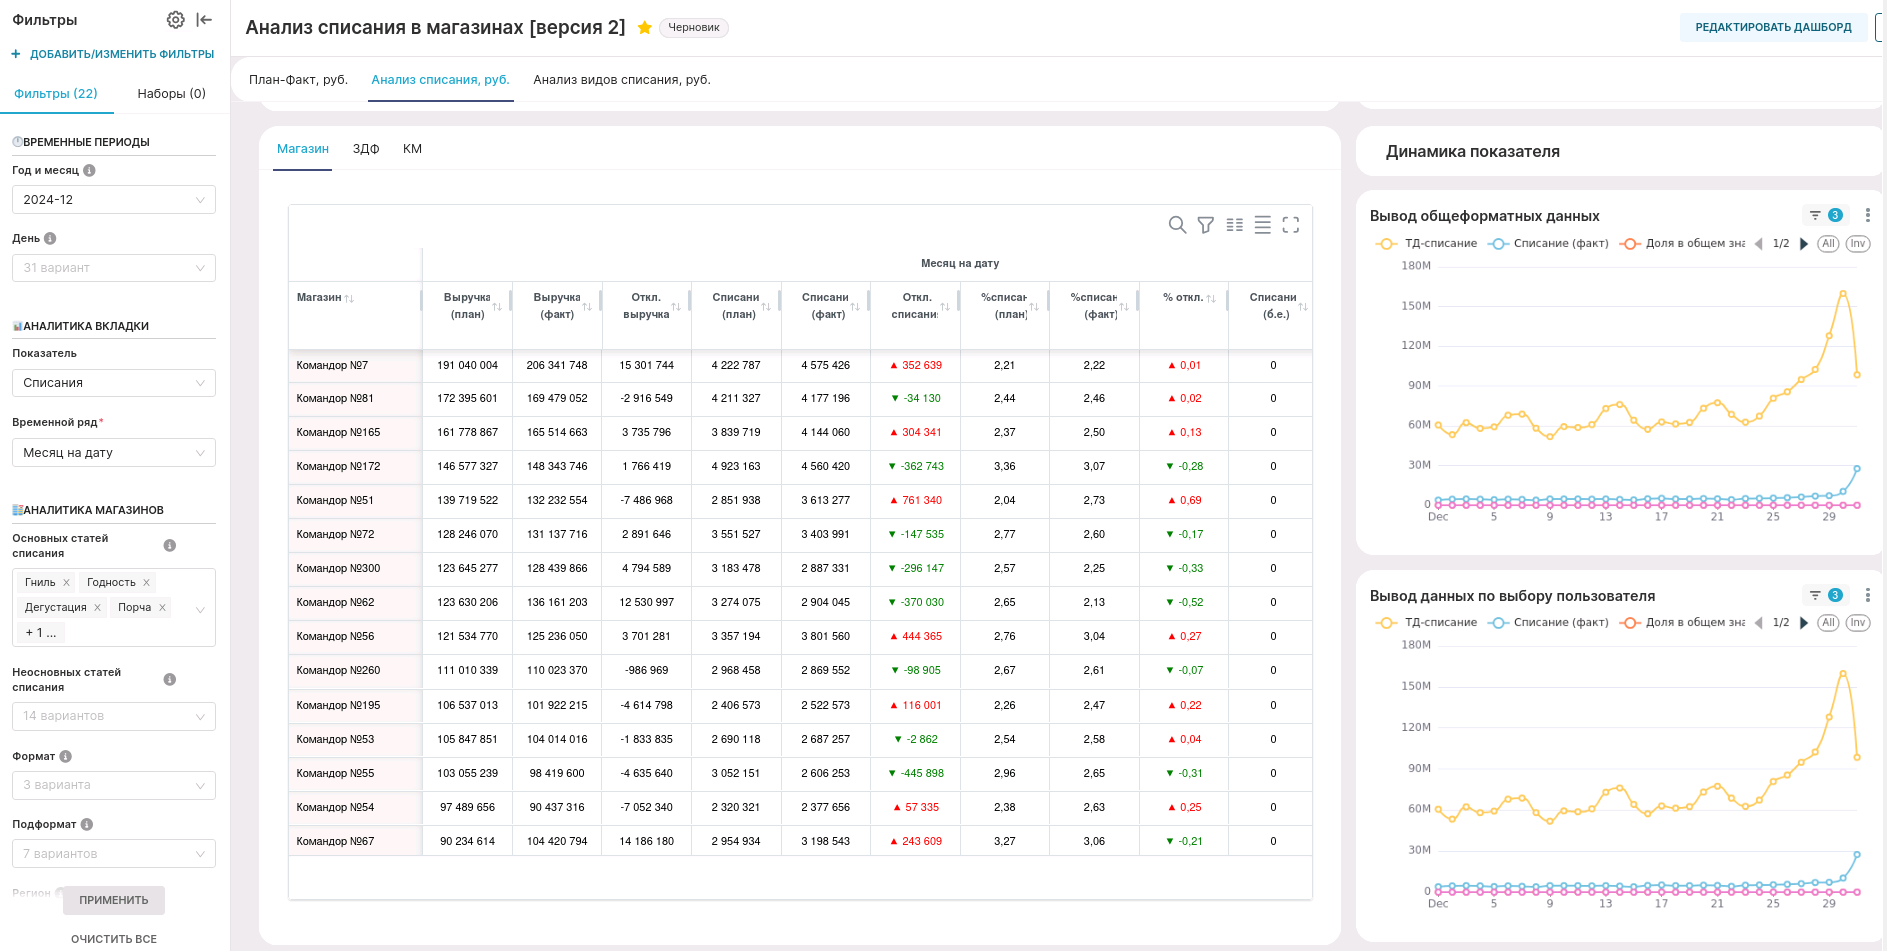 Фильтры
+ ДОБАВИТЬ/ИЗМЕНИТЬ ФИЛЬТРЫ
Фильтры (22) Наборы (0)
ВРЕМЕННЫЕ ПЕРИОДЫ
Год и месяц
2024-12
День
31 вариант
АНАЛИТИКА ВКЛАДКИ
Показатель
Списания
Временной ряд*
Месяц на дату
АНАЛИТИКА МАГАЗИНОВ
Основных статей
списания
Гниль × Годность ×
Дегустация × Порча ×
+ 1 ...
Неосновных статей
списания
14 вариантов
Формат
3 варианта
Подформат
7 вариантов
Регион
ПРИМЕНИТЬ
ОЧИСТИТЬ ВСЕ
Анализ списания в магазинах [версия 2] Черновик
РЕДАКТИРОВАТЬ ДАШБОРД
План-Факт, руб. Анализ списания, руб. Анализ видов списания, руб.
Магазин ЗДФ КМ
Месяц на дату
Магазин Выручка (план) Выручка (факт) Откл. выручка Списани (план) Списани (факт) Откл. списани %списан (план) %списан (факт) % откл. Списани (б.е.)
Командор №7 191 040 004 206 341 748 15 301 744 4 222 787 4 575 426 ▲ 352 639 2,21 2,22 ▲ 0,01 0
Командор №81 172 395 601 169 479 052 -2 916 549 4 211 327 4 177 196 ▼ -34 130 2,44 2,46 ▲ 0,02 0
Командор №165 161 778 867 165 514 663 3 735 796 3 839 719 4 144 060 ▲ 304 341 2,37 2,50 ▲ 0,13 0
Командор №172 146 577 327 148 343 746 1 766 419 4 923 163 4 560 420 ▼ -362 743 3,36 3,07 ▼ -0,28 0
Командор №51 139 719 522 132 232 554 -7 486 968 2 851 938 3 613 277 ▲ 761 340 2,04 2,73 ▲ 0,69 0
Командор №72 128 246 070 131 137 716 2 891 646 3 551 527 3 403 991 ▼ -147 535 2,77 2,60 ▼ -0,17 0
Командор №300 123 645 277 128 439 866 4 794 589 3 183 478 2 887 331 ▼ -296 147 2,57 2,25 ▼ -0,33 0
Командор №62 123 630 206 136 161 203 12 530 997 3 274 075 2 904 045 ▼ -370 030 2,65 2,13 ▼ -0,52 0
Командор №56 121 534 770 125 236 050 3 701 281 3 357 194 3 801 560 ▲ 444 365 2,76 3,04 ▲ 0,27 0
Командор №260 111 010 339 110 023 370 -986 969 2 968 458 2 869 552 ▼ -98 905 2,67 2,61 ▼ -0,07 0
Командор №195 106 537 013 101 922 215 -4 614 798 2 406 573 2 522 573 ▲ 116 001 2,26 2,47 ▲ 0,22 0
Командор №53 105 847 851 104 014 016 -1 833 835 2 690 118 2 687 257 ▼ -2 862 2,54 2,58 ▲ 0,04 0
Командор №55 103 055 239 98 419 600 -4 635 640 3 052 151 2 606 253 ▼ -445 898 2,96 2,65 ▼ -0,31 0
Командор №54 97 489 656 90 437 316 -7 052 340 2 320 321 2 377 656 ▲ 57 335 2,38 2,63 ▲ 0,25 0
Командор №67 90 234 614 104 420 794 14 186 180 2 954 934 3 198 543 ▲ 243 609 3,27 3,06 ▼ -0,21 0
Динамика показателя
Вывод общеформатных данных 3
ТД-списание Списание (факт) Доля в общем зна 1/2 All Inv
180M
150M
120M
90M
60M
30M
0
Dec 5 9 13 17 21 25 29
Вывод данных по выбору пользователя 3
ТД-списание Списание (факт) Доля в общем зна 1/2 All Inv
180M
150M
120M
90M
60M
30M
0
Dec 5 9 13 17 21 25 29